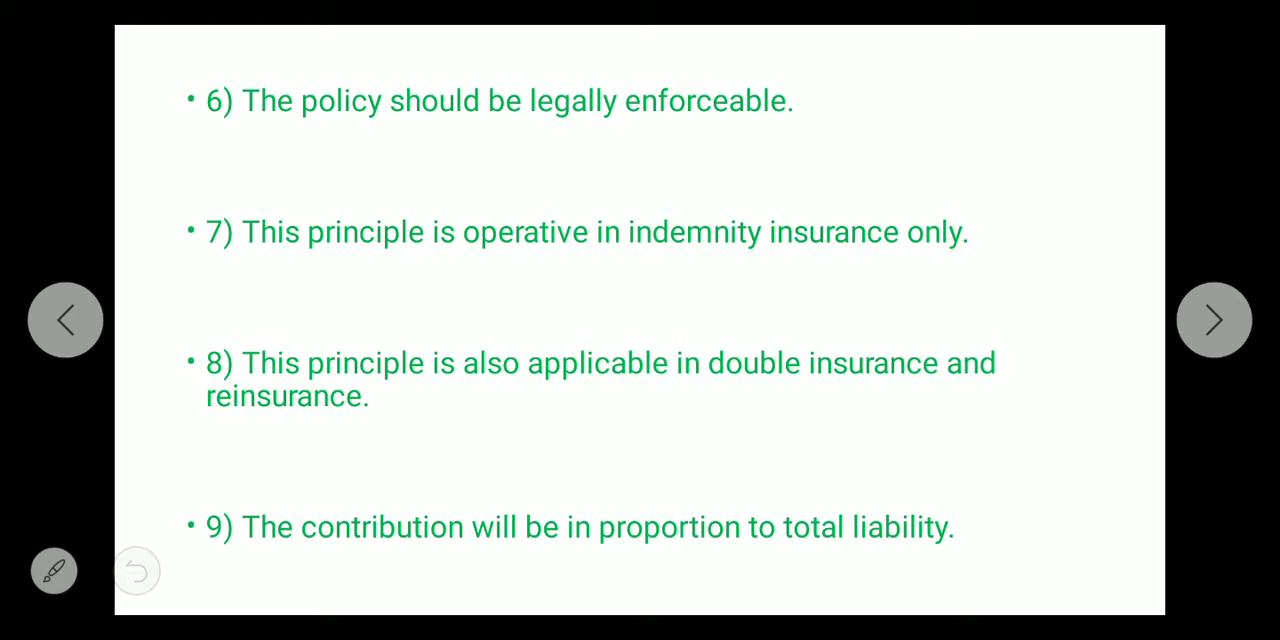 • 6) The policy should be legally enforceable.
• 7) This principle is operative in indemnity insurance only.
• 8) This principle is also applicable in double insurance and
reinsurance.
• 9) The contribution will be in proportion to total liability.